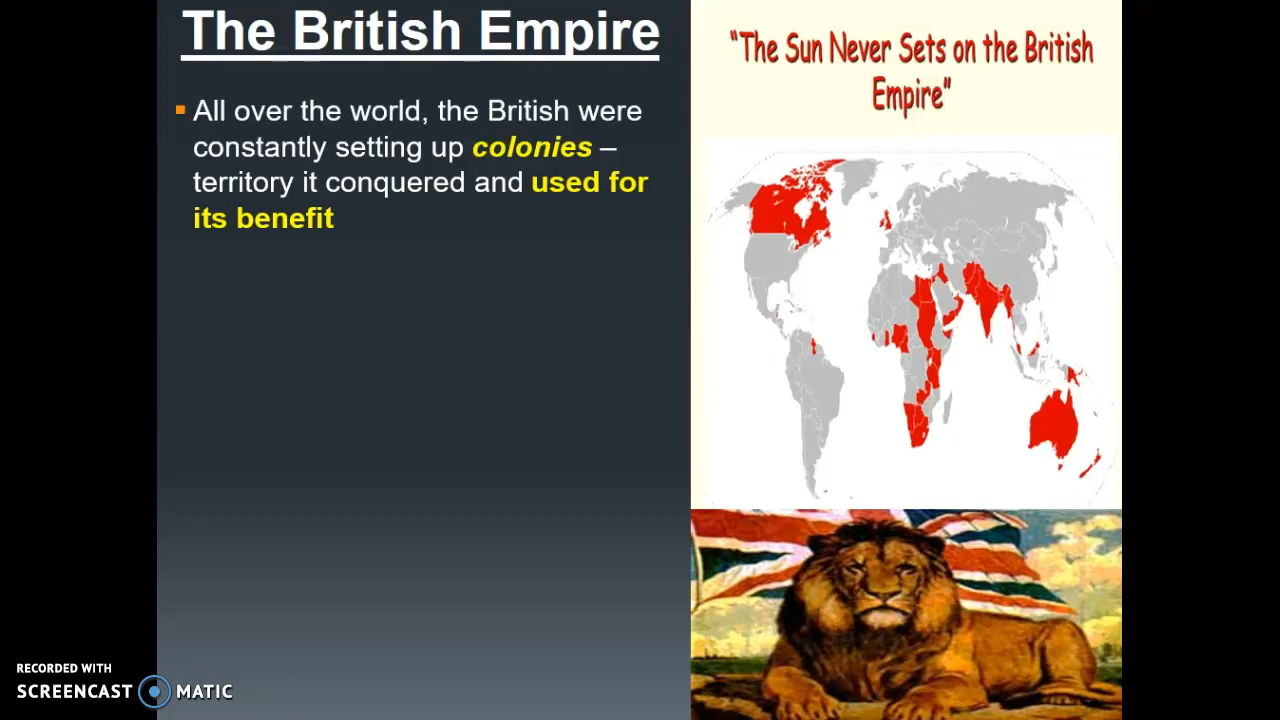 The British Empire
All over the world, the British were
constantly setting up colonies –
territory it conquered and used for
its benefit
“The Sun Never Sets on the British
Empire”
RECORDED WITH
SCREENCAST MATIC